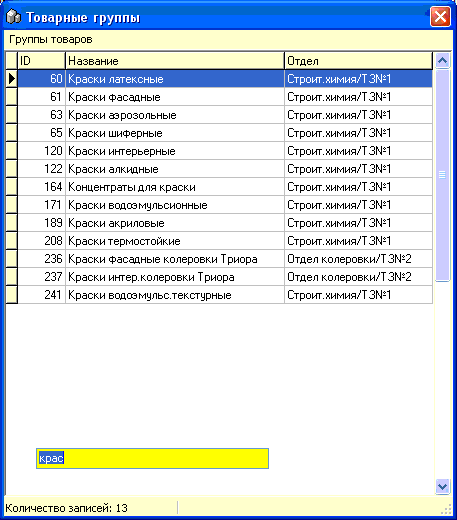 Товарные группы
Группы товаров
ID Название Отдел
60 Краски латексные Строит.химия/ТЗ№1
61 Краски Фасадные Строит.химия/ТЗ№1
63 Краски аэрозольные Строит.химия/ТЗ№1
65 Краски шиферные Строит.химия/ТЗ№1
120 Краски интерьерные Строит.химия/ТЗ№1
122 Краски алкидные Строит.химия/ТЗ№1
164 Концентраты для краски Строит.химия/ТЗ№1
171 Краски водоэмульсионные Строит.химия/ТЗ№1
189 Краски акриловые Строит.химия/ТЗ№1
208 Краски термостойкие Строит.химия/ТЗ№1
236 Краски фасадные колеровки Триора Отдел колеровки/ТЗ№2
237 Краски интер.колеровки Триора Отдел колеровки/ТЗ№2
241 Краски водоэмульс.текстурные Строит.химия/ТЗ№1
крас
Количество записей: 13